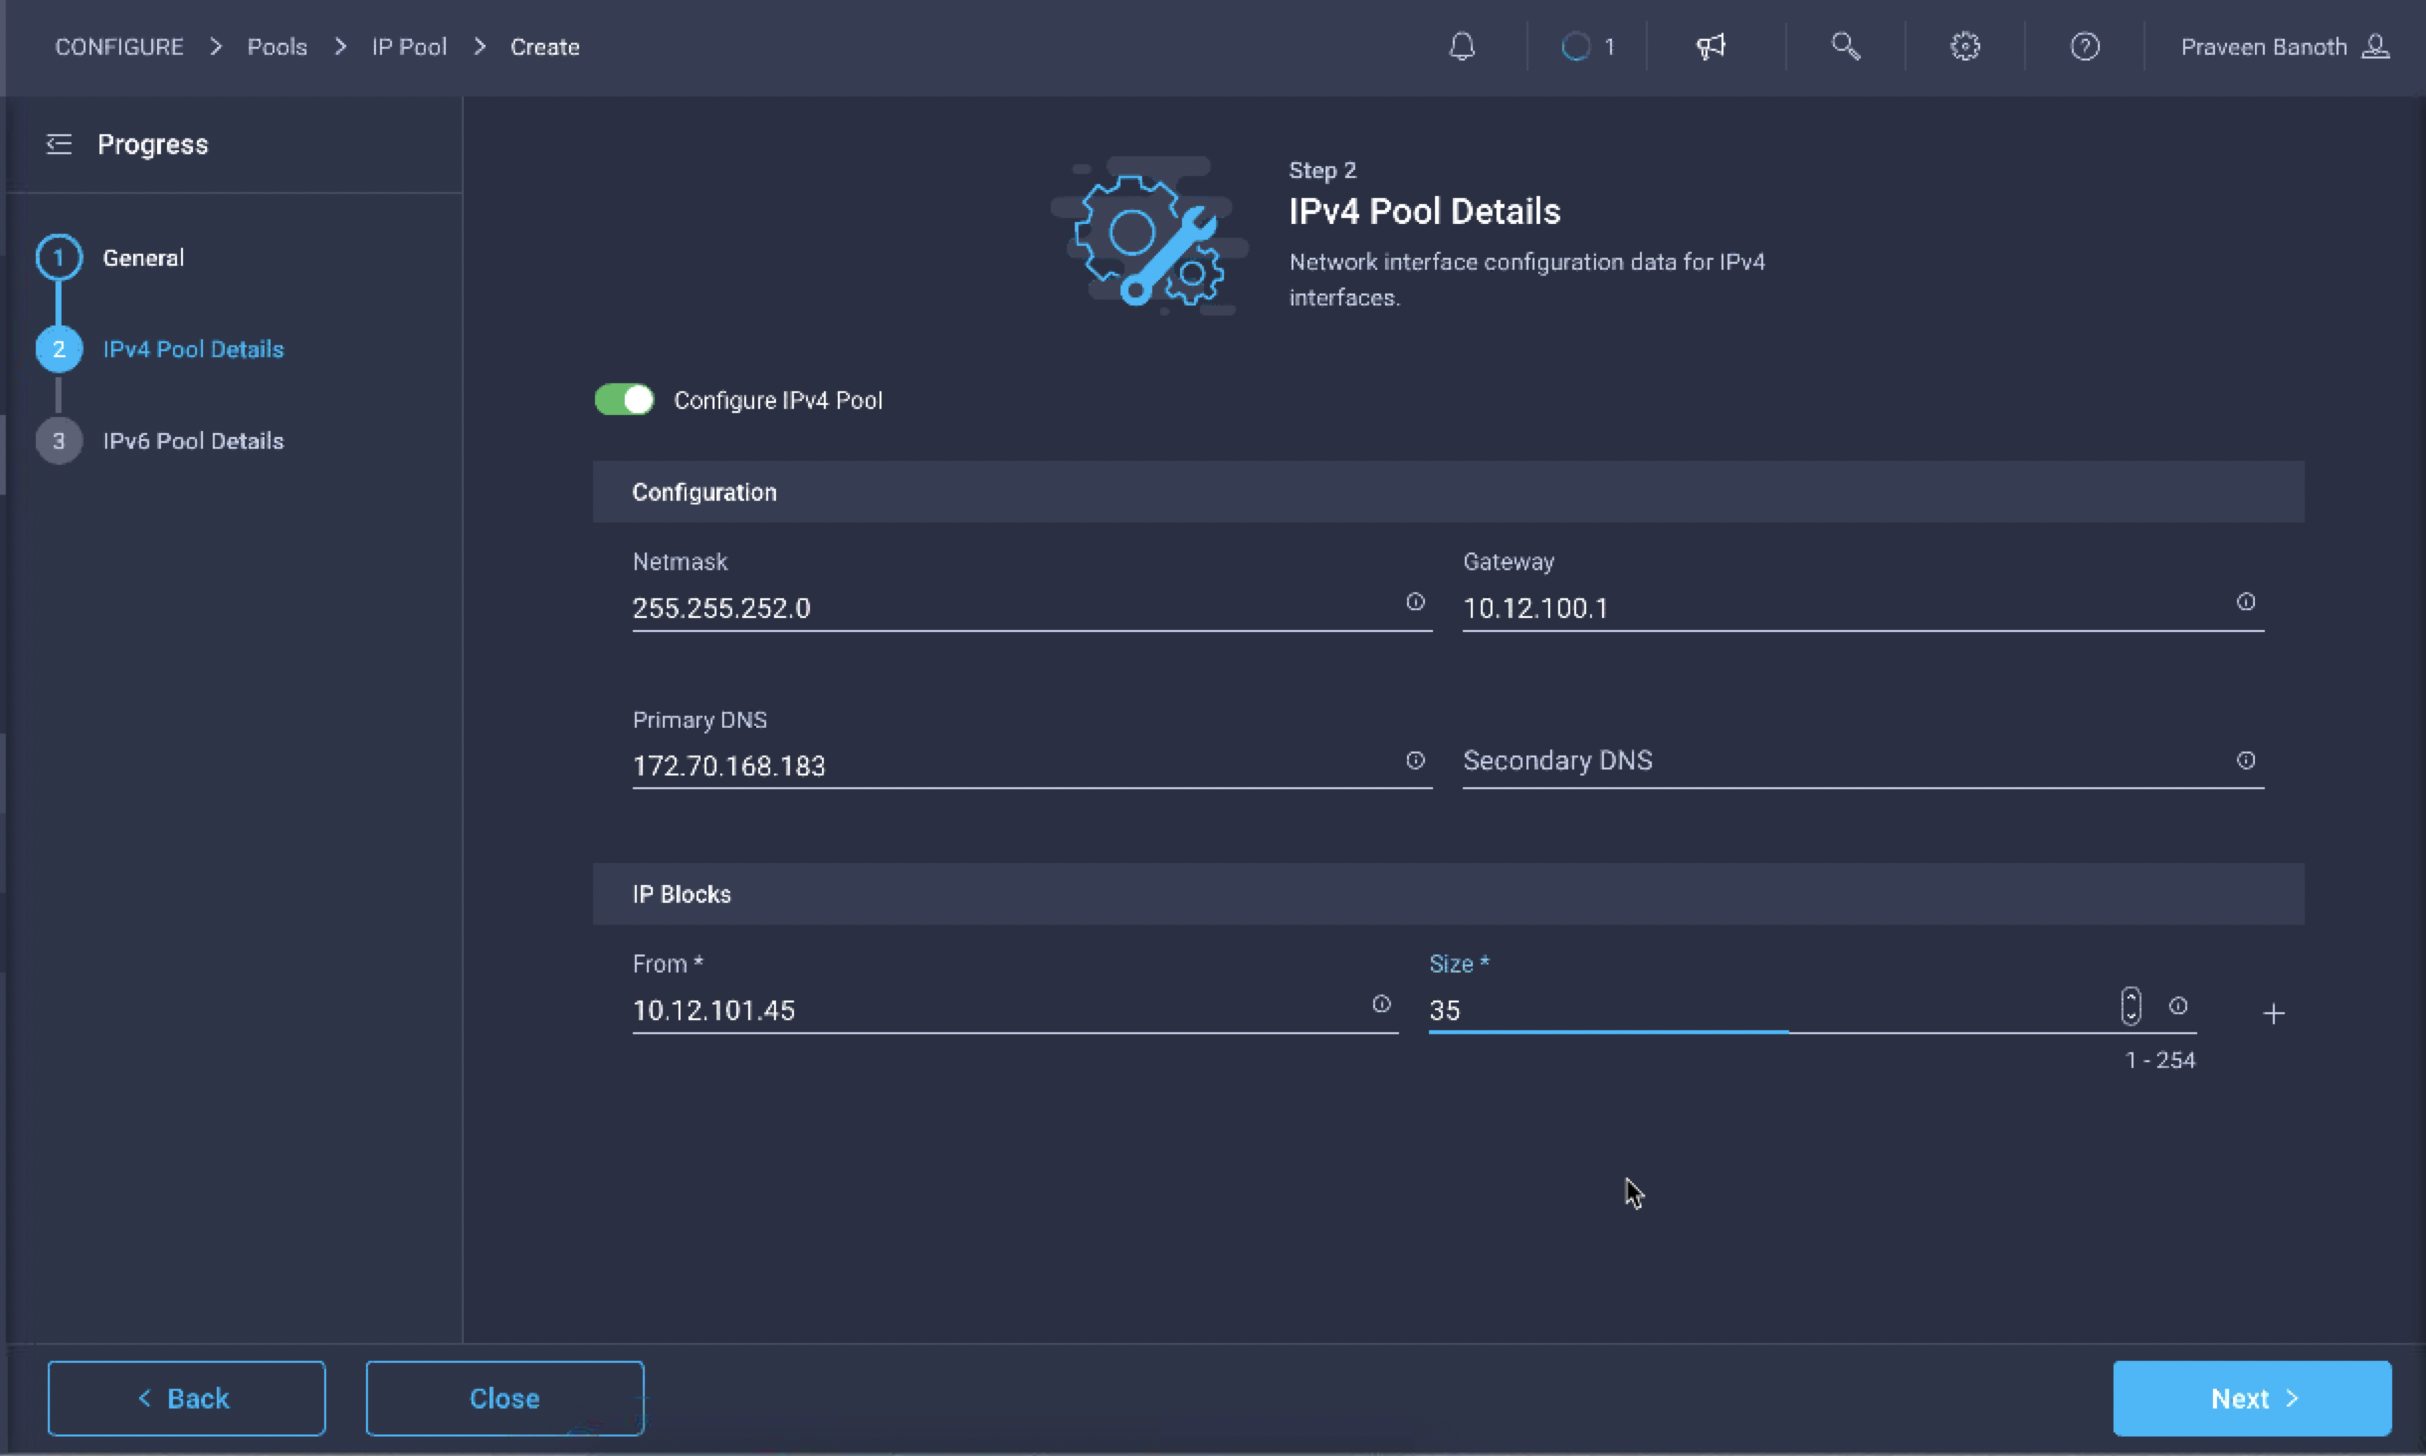 CONFIGURE > Pools > IP Pool > Create
1
Praveen Banoth
Progress
1 General
2 IPv4 Pool Details
3 IPv6 Pool Details
Step 2
IPv4 Pool Details
Network interface configuration data for IPv4
interfaces.
Configure IPv4 Pool
Configuration
Netmask
255.255.252.0
Gateway
10.12.100.1
Primary DNS
172.70.168.183
Secondary DNS
IP Blocks
From *
10.12.101.45
Size *
35
1 - 254
< Back
Close
Next >